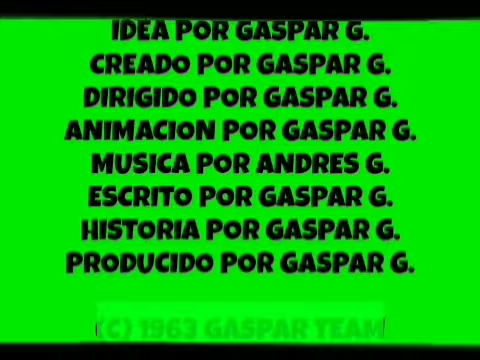 IDEA POR GASPAR G.
CREADO POR GASPAR G.
DIRIGIDO POR GASPAR G.
ANIMACION POR GASPAR G.
MUSICA POR ANDRES G.
ESCRITO POR GASPAR G.
HISTORIA POR GASPAR G.
PRODUCIDO POR GASPAR G.
(C) 1963 GASPAR TEAM